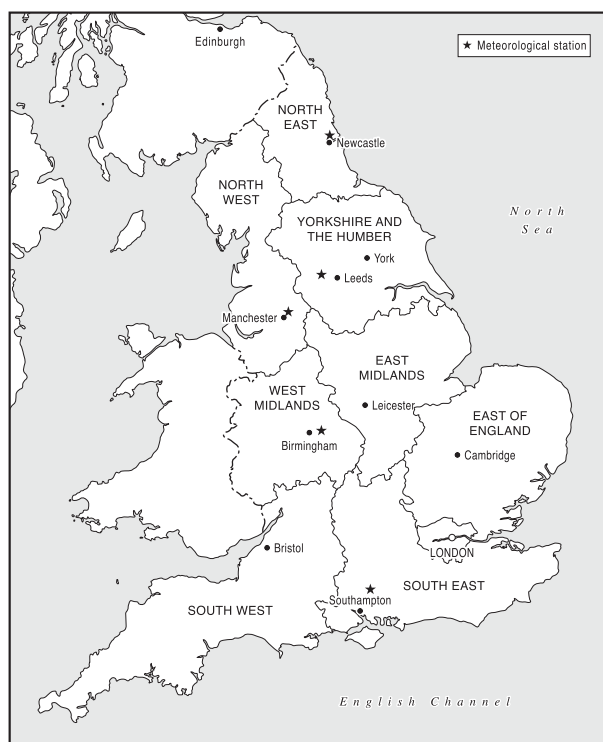 Edinburgh
★ Meteorological station
NORTH
EAST
Newcastle
NORTH
WEST
North
Sea
YORKSHIRE AND
THE HUMBER
York
Leeds
Manchester
EAST
MIDLANDS
WEST
MIDLANDS
Leicester
EAST OF
ENGLAND
Birmingham
Cambridge
Bristol
LONDON
SOUTH EAST
Southampton
SOUTH WEST
English Channel